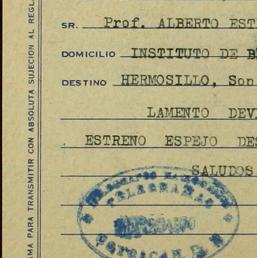 SR. Prof. ALBERTO EST
DOMICILIO INSTITUTO DE B
DESTINO HERMOSILLO, Son
LAMENTO DEV
ESTRENO ESPEJO DES
SALUDOS
TELEGRAMAS
AMA PARA TRANSMITIR CON ABSOLUTA SUJECION AL REGL